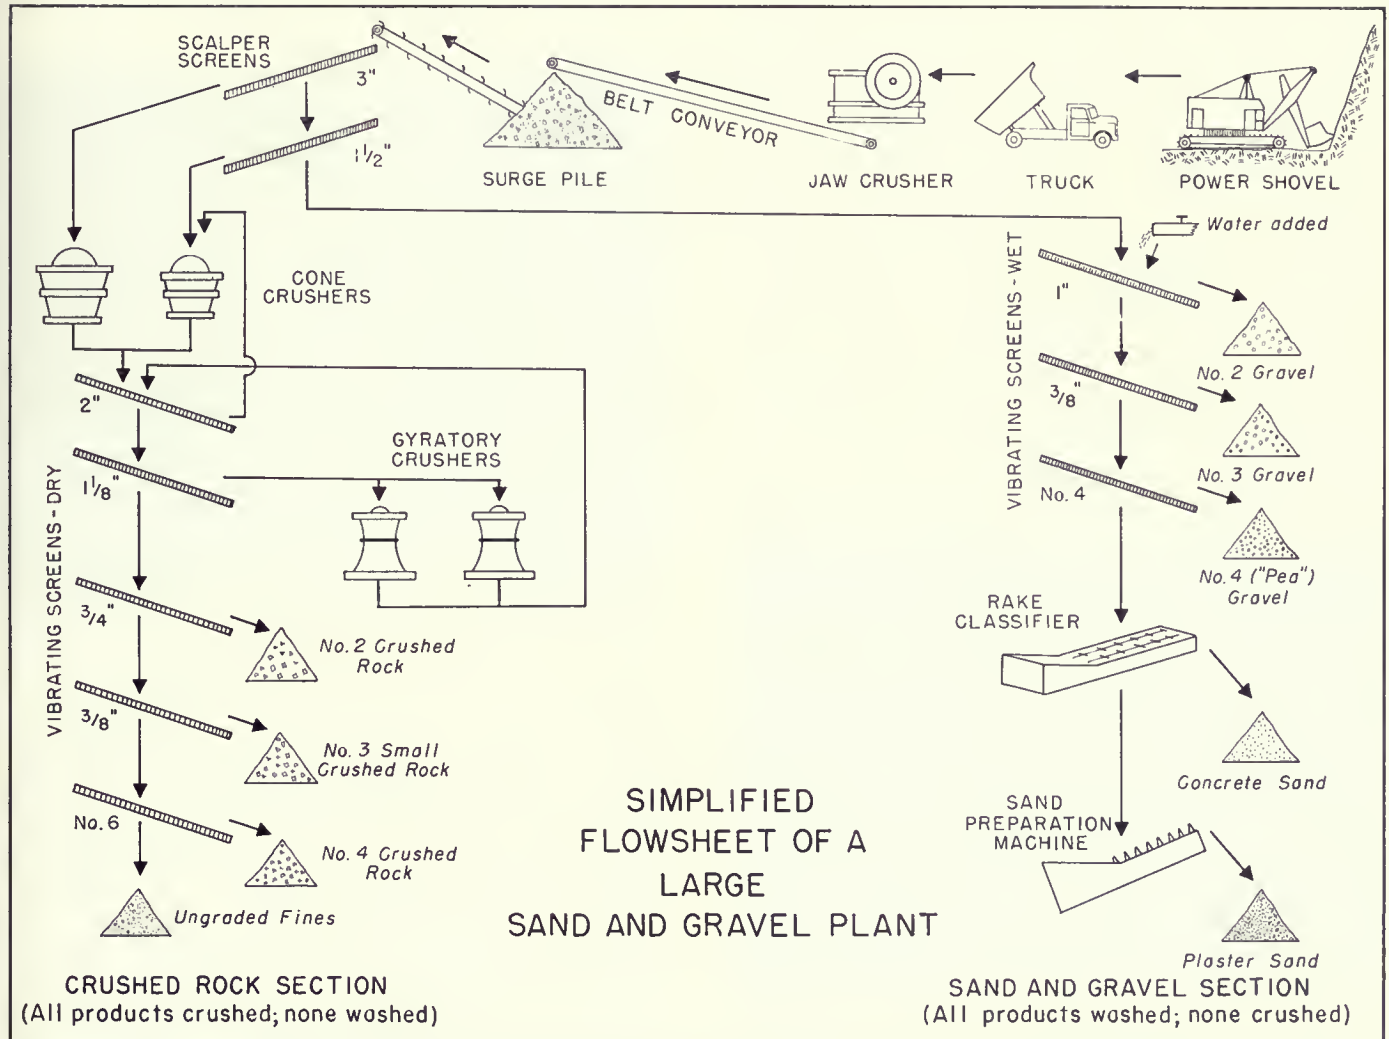 SCALPER
SCREENS
3"
1 1/2"
BELT CONVEYOR
SURGE PILE
JAW CRUSHER
TRUCK
POWER SHOVEL
Water added
CONE
CRUSHERS
2"
1 1/8"
GYRATORY
CRUSHERS
VIBRATING SCREENS - DRY
3/4"
No. 2 Crushed
Rock
3/8"
No. 3 Small
Crushed Rock
No. 6
No. 4 Crushed
Rock
Ungraded Fines
CRUSHED ROCK SECTION
(All products crushed; none washed)
SIMPLIFIED
FLOWSHEET OF A
LARGE
SAND AND GRAVEL PLANT
VIBRATING SCREENS - WET
1"
No. 2 Gravel
3/8"
No. 3 Gravel
No. 4
No. 4 ("Pea")
Gravel
RAKE
CLASSIFIER
Concrete Sand
SAND
PREPARATION
MACHINE
Plaster Sand
SAND AND GRAVEL SECTION
(All products washed; none crushed)